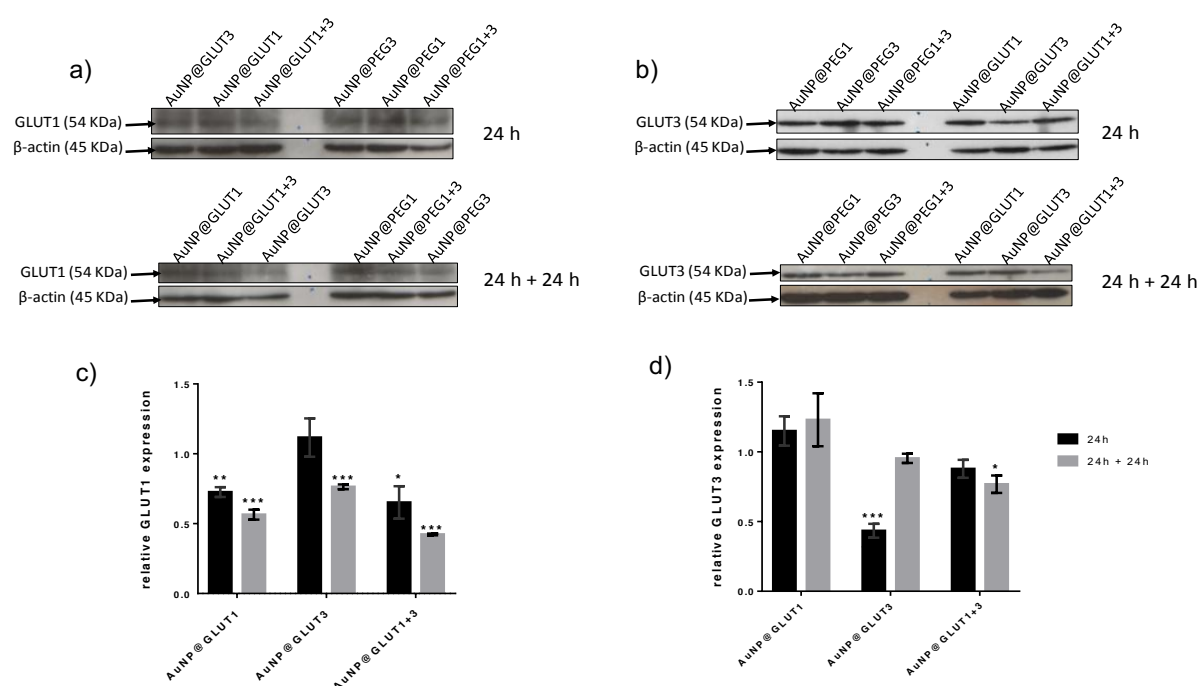 a)
AuNP@GLUT3
AuNP@GLUT1
AuNP@GLUT1+3
AuNP@PEG3
AuNP@PEG1
AuNP@PEG1+3
GLUT1 (54 KDa)
β-actin (45 KDa)
24 h
AuNP@GLUT1
AuNP@GLUT1+3
AuNP@GLUT3
AuNP@PEG1
AuNP@PEG1+3
AuNP@PEG3
GLUT1 (54 KDa)
β-actin (45 KDa)
24 h + 24 h
b)
AuNP@PEG1
AuNP@PEG3
AuNP@PEG1+3
AuNP@GLUT1
AuNP@GLUT3
AuNP@GLUT1+3
GLUT3 (54 KDa)
β-actin (45 KDa)
24 h
AuNP@PEG1
AuNP@PEG3
AuNP@PEG1+3
AuNP@GLUT1
AuNP@GLUT3
AuNP@GLUT1+3
GLUT3 (54 KDa)
β-actin (45 KDa)
24 h + 24 h
c)
relative GLUT1 expression
1.5
1.0
0.5
0.0
**
***
***
*
***
AuNP@GLUT1
AuNP@GLUT3
AuNP@GLUT1+3
d)
relative GLUT3 expression
1.5
1.0
0.5
0.0
***
*
AuNP@GLUT1
AuNP@GLUT3
AuNP@GLUT1+3
24h
24h + 24h